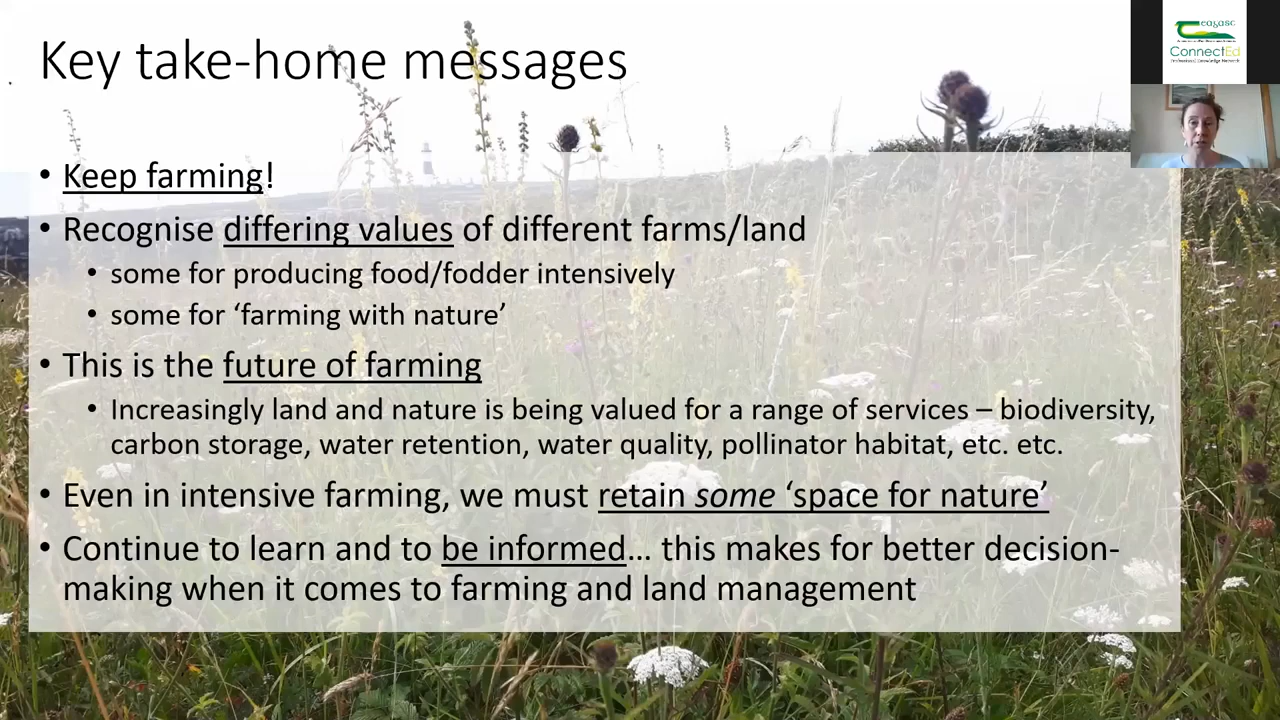 Key take-home messages
• Keep farming!
• Recognise differing values of different farms/land
• some for producing food/fodder intensively
• some for ‘farming with nature’
• This is the future of farming
• Increasingly land and nature is being valued for a range of services – biodiversity,
carbon storage, water retention, water quality, pollinator habitat, etc. etc.
• Even in intensive farming, we must retain some ‘space for nature’
• Continue to learn and to be informed… this makes for better decision-
making when it comes to farming and land management
eagasc
ConnectEd